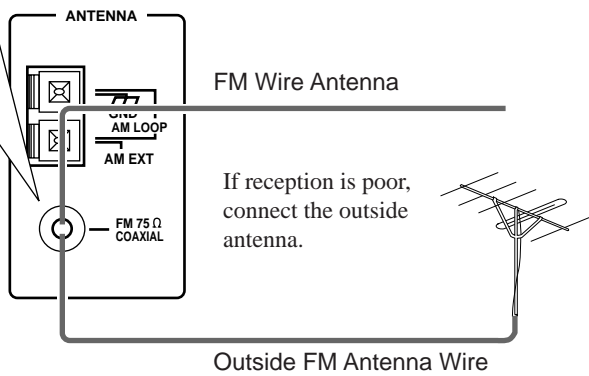 ANTENNA
FM Wire Antenna
GND
AM LOOP
AM EXT
If reception is poor,
connect the outside
antenna.
FM 75 Ω
COAXIAL
Outside FM Antenna Wire